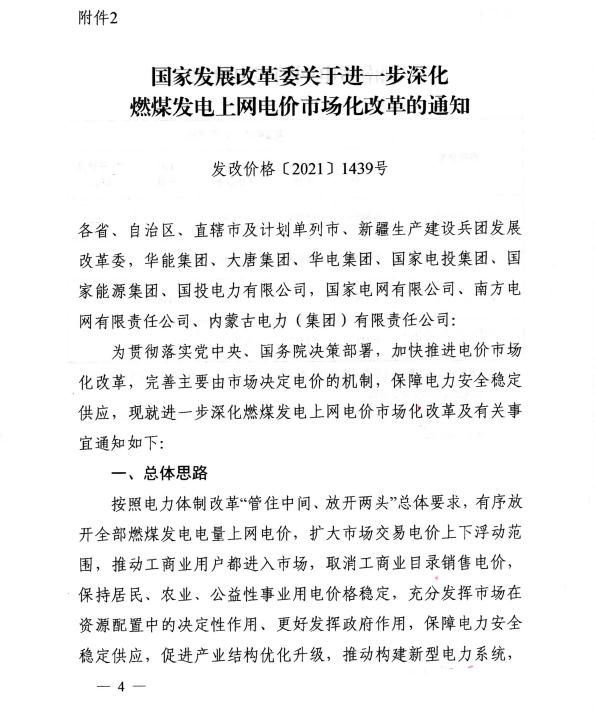 附件2
国家发展改革委关于进一步深化
燃煤发电上网电价市场化改革的通知
发改价格〔2021〕1439号
各省、自治区、直辖市及计划单列市、新疆生产建设兵团发展
改革委，华能集团、大唐集团、华电集团、国家电投集团、国
家能源集团、国投电力有限公司，国家电网有限公司、南方电
网有限责任公司、内蒙古电力（集团）有限责任公司：
为贯彻落实党中央、国务院决策部署，加快推进电价市场
化改革，完善主要由市场决定电价的机制，保障电力安全稳定
供应，现就进一步深化燃煤发电上网电价市场化改革及有关事
宜通知如下：
一、总体思路
按照电力体制改革“管住中间、放开两头”总体要求，有序放
开全部燃煤发电电量上网电价，扩大市场交易电价上下浮动范
围，推动工商业用户都进入市场，取消工商业目录销售电价，
保持居民、农业、公益性事业用电价格稳定，充分发挥市场在
资源配置中的决定性作用、更好发挥政府作用，保障电力安全
稳定供应，促进产业结构优化升级，推动构建新型电力系统，
— 4 —